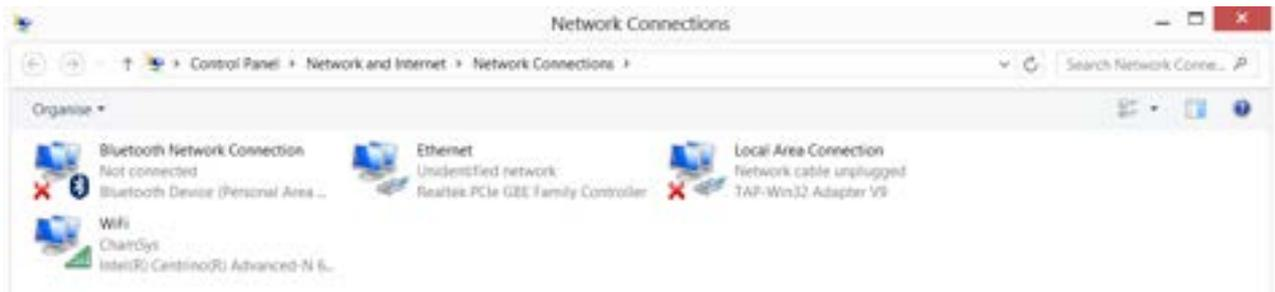 Network Connections
Control Panel Network and Internet Network Connections
Search Network Conne...
Organise
Bluetooth Network Connection
Not connected
Bluetooth Device (Personal Area ...
Ethernet
Unidentified network
Realtek PCIe GBE Family Controller
Local Area Connection
Network cable unplugged
TAP-Win32 Adapter V9
WiFi
ChamSys
Intel(R) Centrino(R) Advanced-N 6...